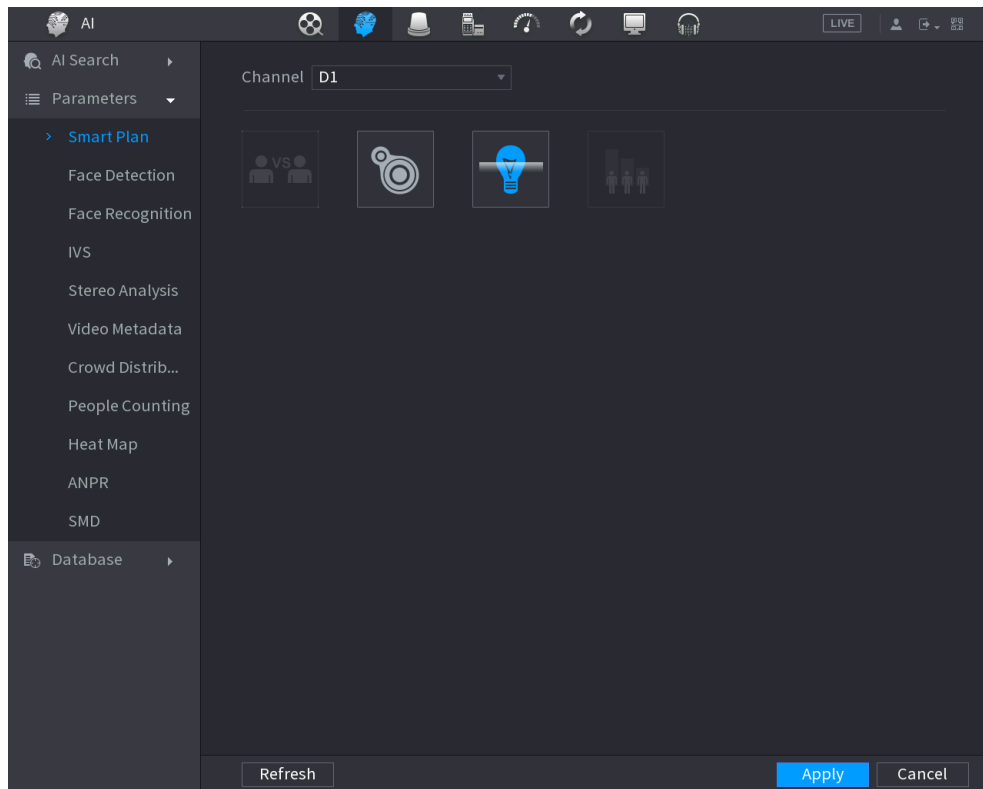 AI
LIVE
AI Search
Parameters
Smart Plan
Face Detection
Face Recognition
IVS
Stereo Analysis
Video Metadata
Crowd Distrib...
People Counting
Heat Map
ANPR
SMD
Database
Channel D1
VS
Refresh
Apply
Cancel